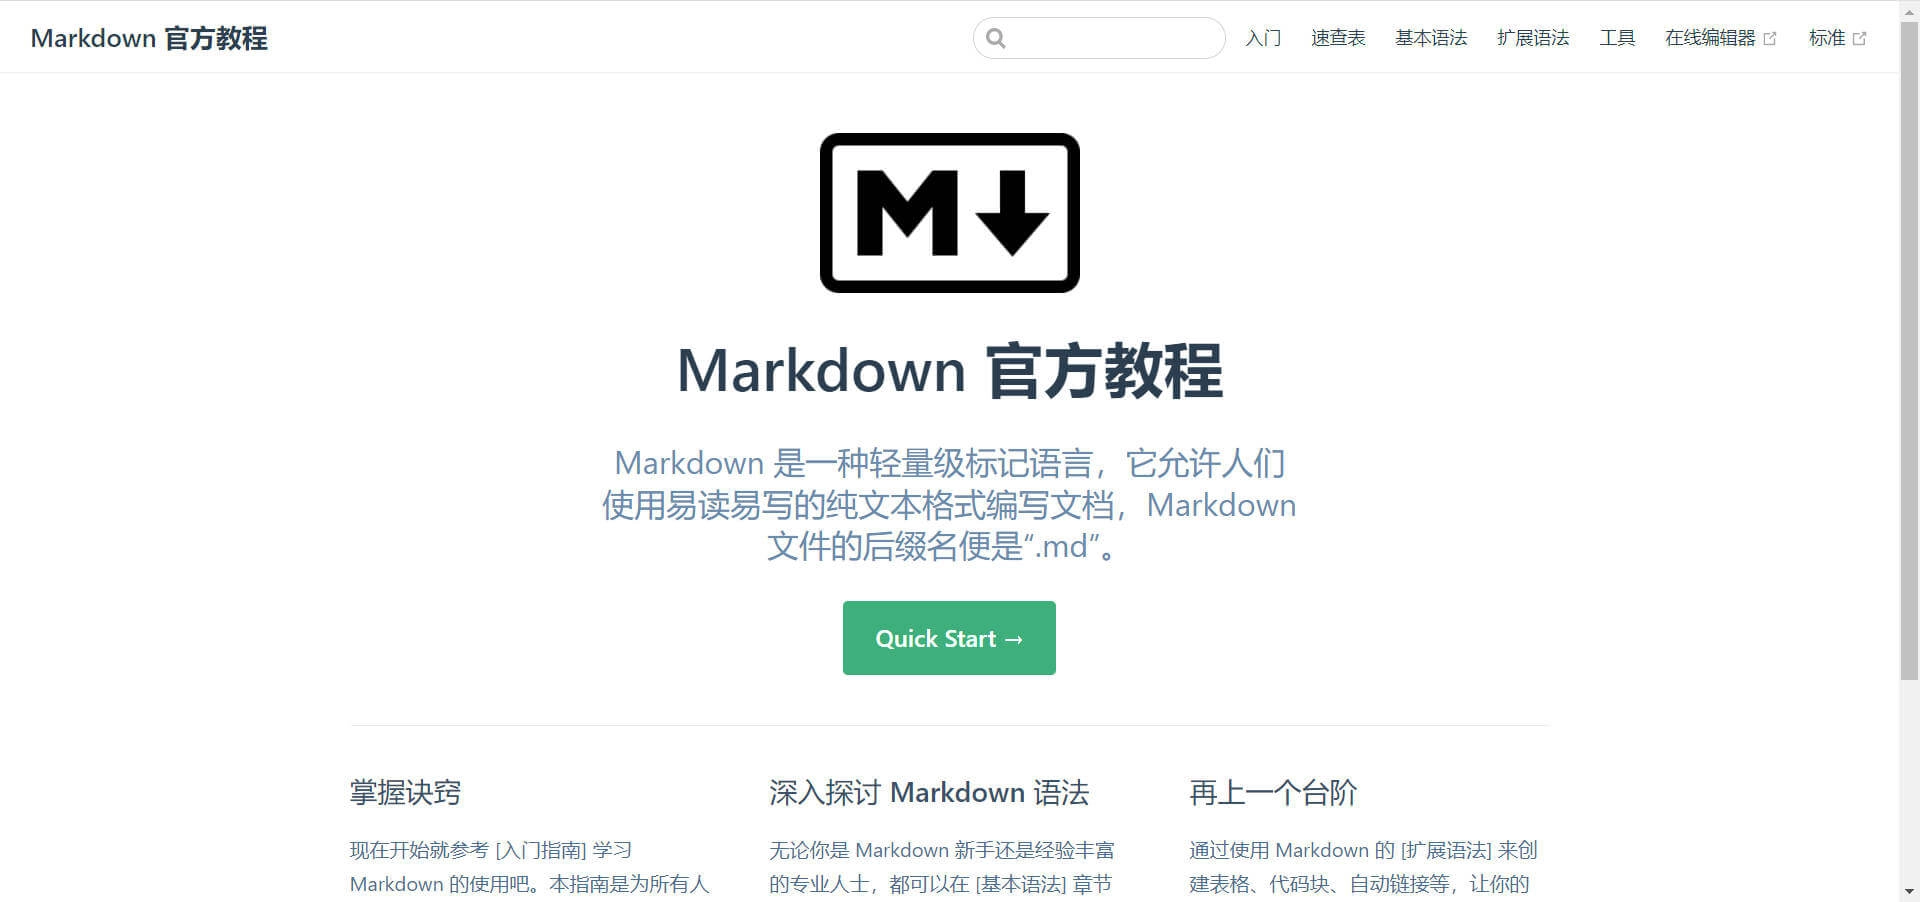 Markdown 官方教程
入门 速查表 基本语法 扩展语法 工具 在线编辑器 标准
M
Markdown 官方教程
Markdown 是一种轻量级标记语言，它允许人们
使用易读易写的纯文本格式编写文档，Markdown
文件的后缀名便是“.md”。
Quick Start →
掌握诀窍
现在开始就参考 [入门指南] 学习
Markdown 的使用吧。本指南是为所有人
深入探讨 Markdown 语法
无论你是 Markdown 新手还是经验丰富
的专业人士，都可以在 [基本语法] 章节
再上一个台阶
通过使用 Markdown 的 [扩展语法] 来创
建表格、代码块、自动链接等，让你的